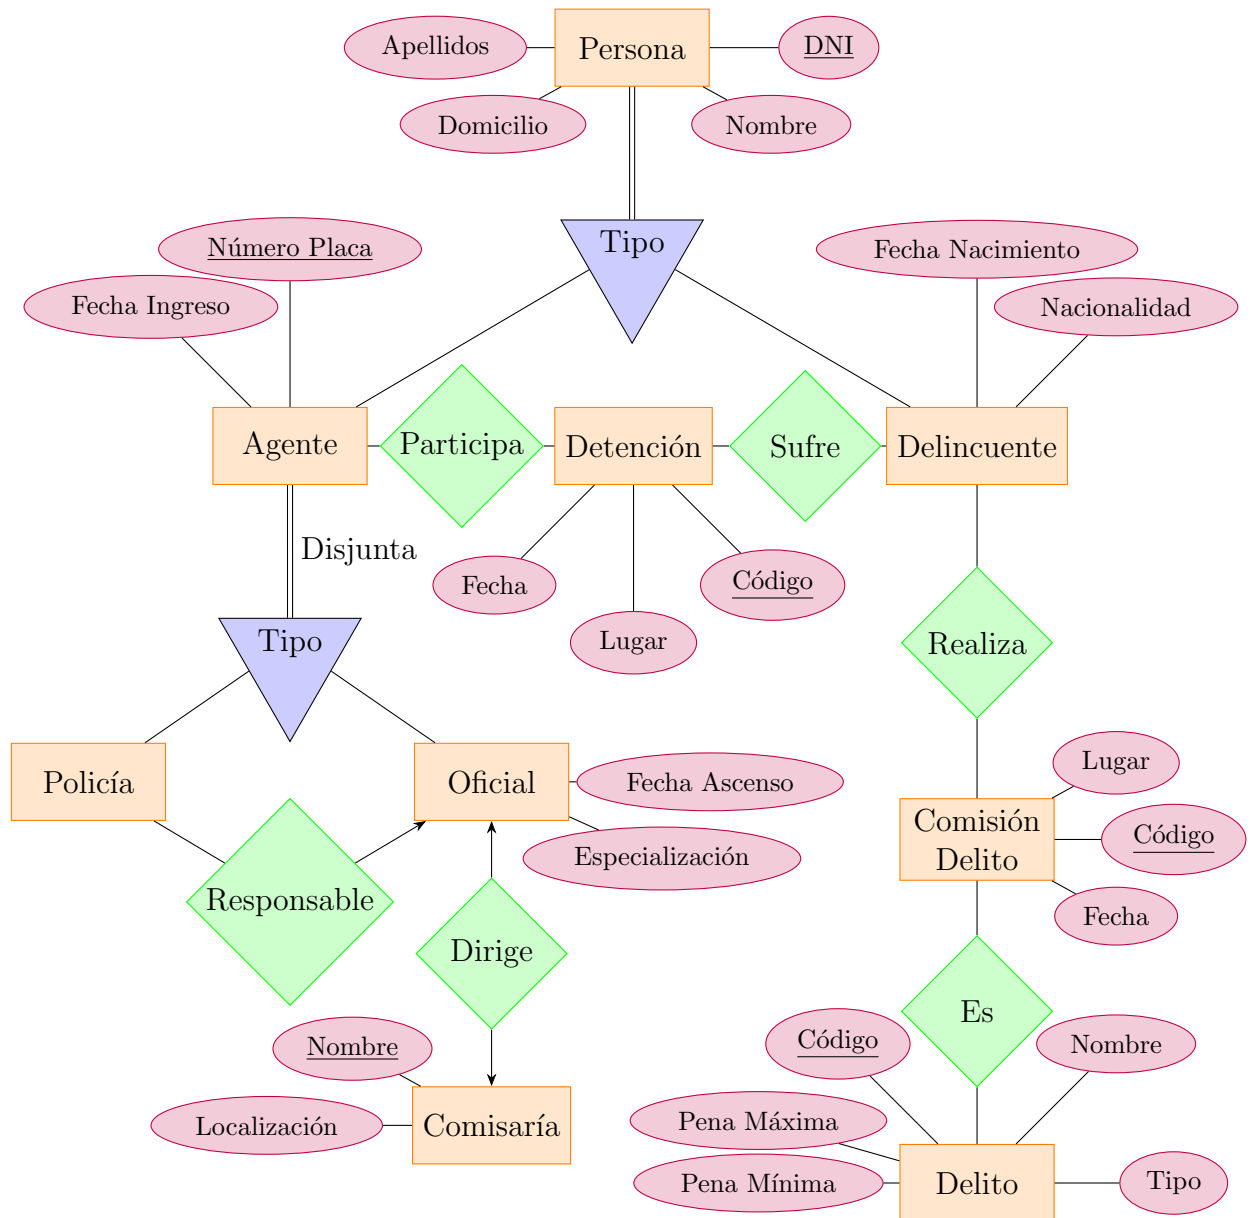 Apellidos
Persona
DNI
Domicilio
Nombre
Tipo
Número Placa
Fecha Nacimiento
Fecha Ingreso
Nacionalidad
Agente
Participa
Detención
Sufre
Delincuente
Disjunta
Fecha
Código
Lugar
Tipo
Realiza
Policía
Oficial
Fecha Ascenso
Lugar
Comisión
Delito
Código
Especialización
Responsable
Fecha
Dirige
Es
Nombre
Código
Nombre
Localización
Comisaría
Pena Máxima
Pena Mínima
Delito
Tipo